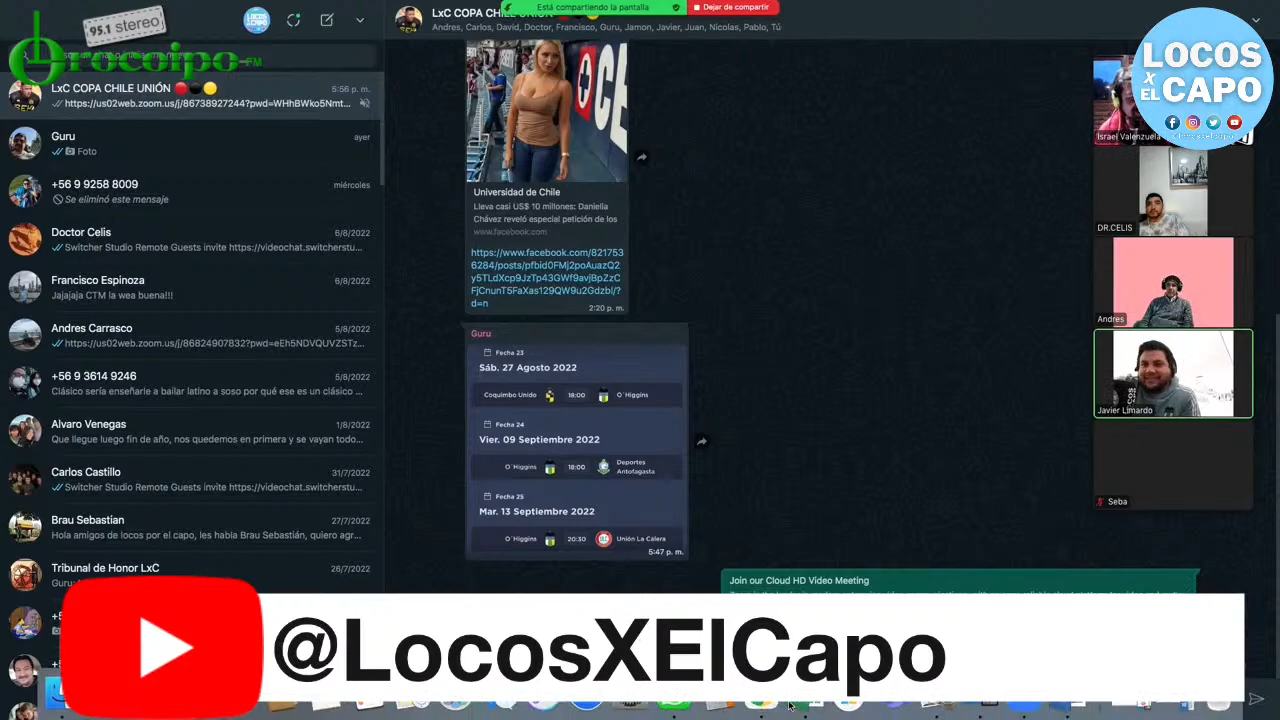 95.1 stereo
Orocoipo FM
LxC COPA CHILE UNIÓN 🔴⚫🟡
5:56 p. m.
https://us02web.zoom.us/j/86738927244?pwd=WHhBWko5Nmt...
Guru
ayer
Foto
+56 9 9258 8009
miércoles
Se eliminó este mensaje
Doctor Celis
6/8/2022
Switcher Studio Remote Guests invite https://videochat.switcherstu...
Francisco Espinoza
6/8/2022
Jajajaja CTM la wea buena!!!
Andres Carrasco
5/8/2022
https://us02web.zoom.us/j/86824907832?pwd=eEh5NDVQUVZSTz...
+56 9 3614 9246
5/8/2022
Clásico sería enseñarle a bailar latino a soso por qué ese es un clásico ...
Alvaro Venegas
1/8/2022
Que llegue luego fin de año, nos quedemos en primera y se vayan todo...
Carlos Castillo
31/7/2022
Switcher Studio Remote Guests invite https://videochat.switcherstu...
Brau Sebastían
27/7/2022
Hola amigos de locos por el capo, les habla Brau Sebastián, quiero agr...
Tribunal de Honor LxC
26/7/2022
Guru:
LxC COPA CHILE UNIÓN
Está compartiendo la pantalla
Dejar de compartir
Andres, Carlos, David, Doctor, Francisco, Guru, Jamon, Javier, Juan, Nicolas, Pablo, Tú
Universidad de Chile
Lleva casi US$ 10 millones: Daniella
Chávez reveló especial petición de los
www.facebook.com
https://www.facebook.com/821753
6284/posts/pfbid0FMj2poAuazQ2
y5TLdXcp9JzTp43GWf9avjBpZzC
FjCnunT5FaXas129QW9u2Gdzbl/?
d=n
2:20 p. m.
Guru
Fecha 23
Sáb. 27 Agosto 2022
Coquimbo Unido 18:00 O´Higgins
Fecha 24
Vier. 09 Septiembre 2022
O´Higgins 18:00 Deportes
Antofagasta
Fecha 25
Mar. 13 Septiembre 2022
O´Higgins 20:30 Unión La Calera
5:47 p. m.
Join our Cloud HD Video Meeting
LOCOS
X
EL CAPO
@locosxelcapo
Israel Valenzuela
DR.CELIS
Andres
Javier Limardo
Seba
@LocosXElCapo